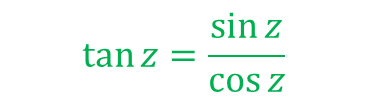 tan z = sin z / cos z